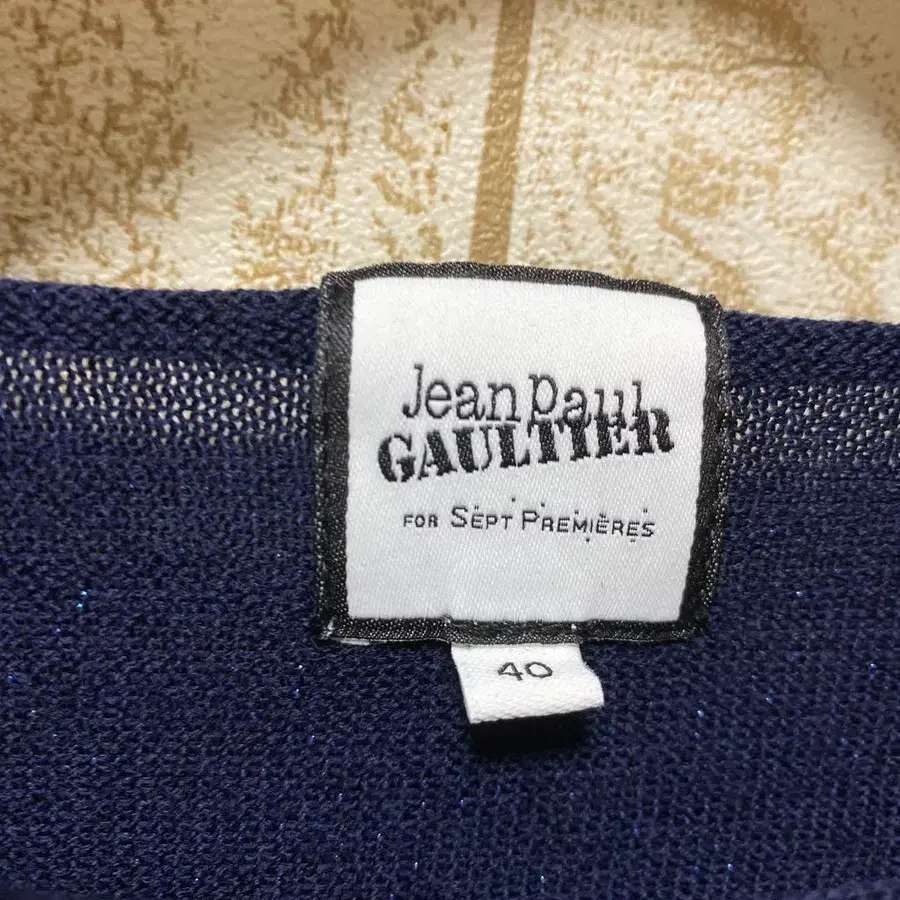 Jean Paul
GAULTIER
FOR SEPT PREMIÈRES
40